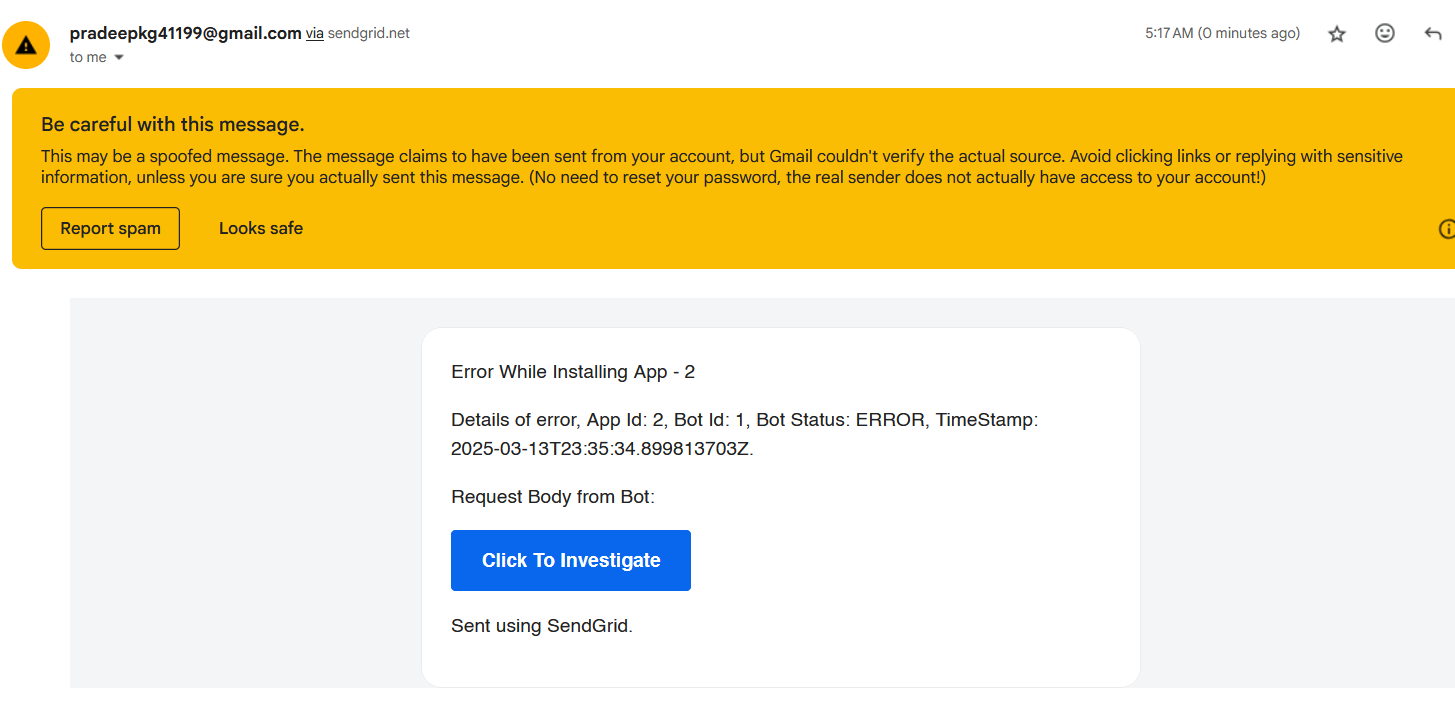 pradeepkg41199@gmail.com via sendgrid.net
5:17 AM (0 minutes ago)
to me
Be careful with this message.
This may be a spoofed message. The message claims to have been sent from your account, but Gmail couldn't verify the actual source. Avoid clicking links or replying with sensitive
information, unless you are sure you actually sent this message. (No need to reset your password, the real sender does not actually have access to your account!)
Report spam
Looks safe
Error While Installing App - 2
Details of error, App Id: 2, Bot Id: 1, Bot Status: ERROR, TimeStamp:
2025-03-13T23:35:34.899813703Z.
Request Body from Bot:
Click To Investigate
Sent using SendGrid.